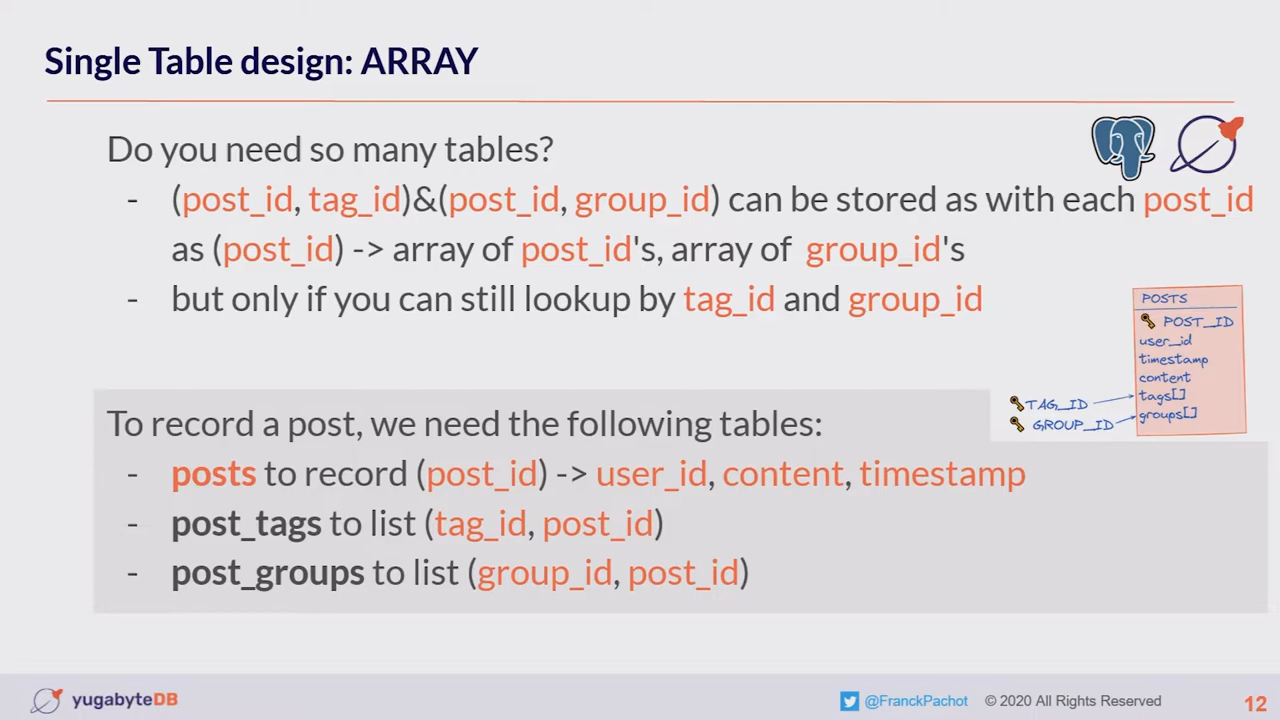 Single Table design: ARRAY
Do you need so many tables?
- (post_id, tag_id)&(post_id, group_id) can be stored as with each post_id
as (post_id) -> array of post_id's, array of group_id's
- but only if you can still lookup by tag_id and group_id
POSTS
POST_ID
user_id
timestamp
content
tags[]
groups[]
TAG_ID
GROUP_ID
To record a post, we need the following tables:
- posts to record (post_id) -> user_id, content, timestamp
- post_tags to list (tag_id, post_id)
- post_groups to list (group_id, post_id)
yugabyteDB
@FranckPachot
© 2020 All Rights Reserved
12